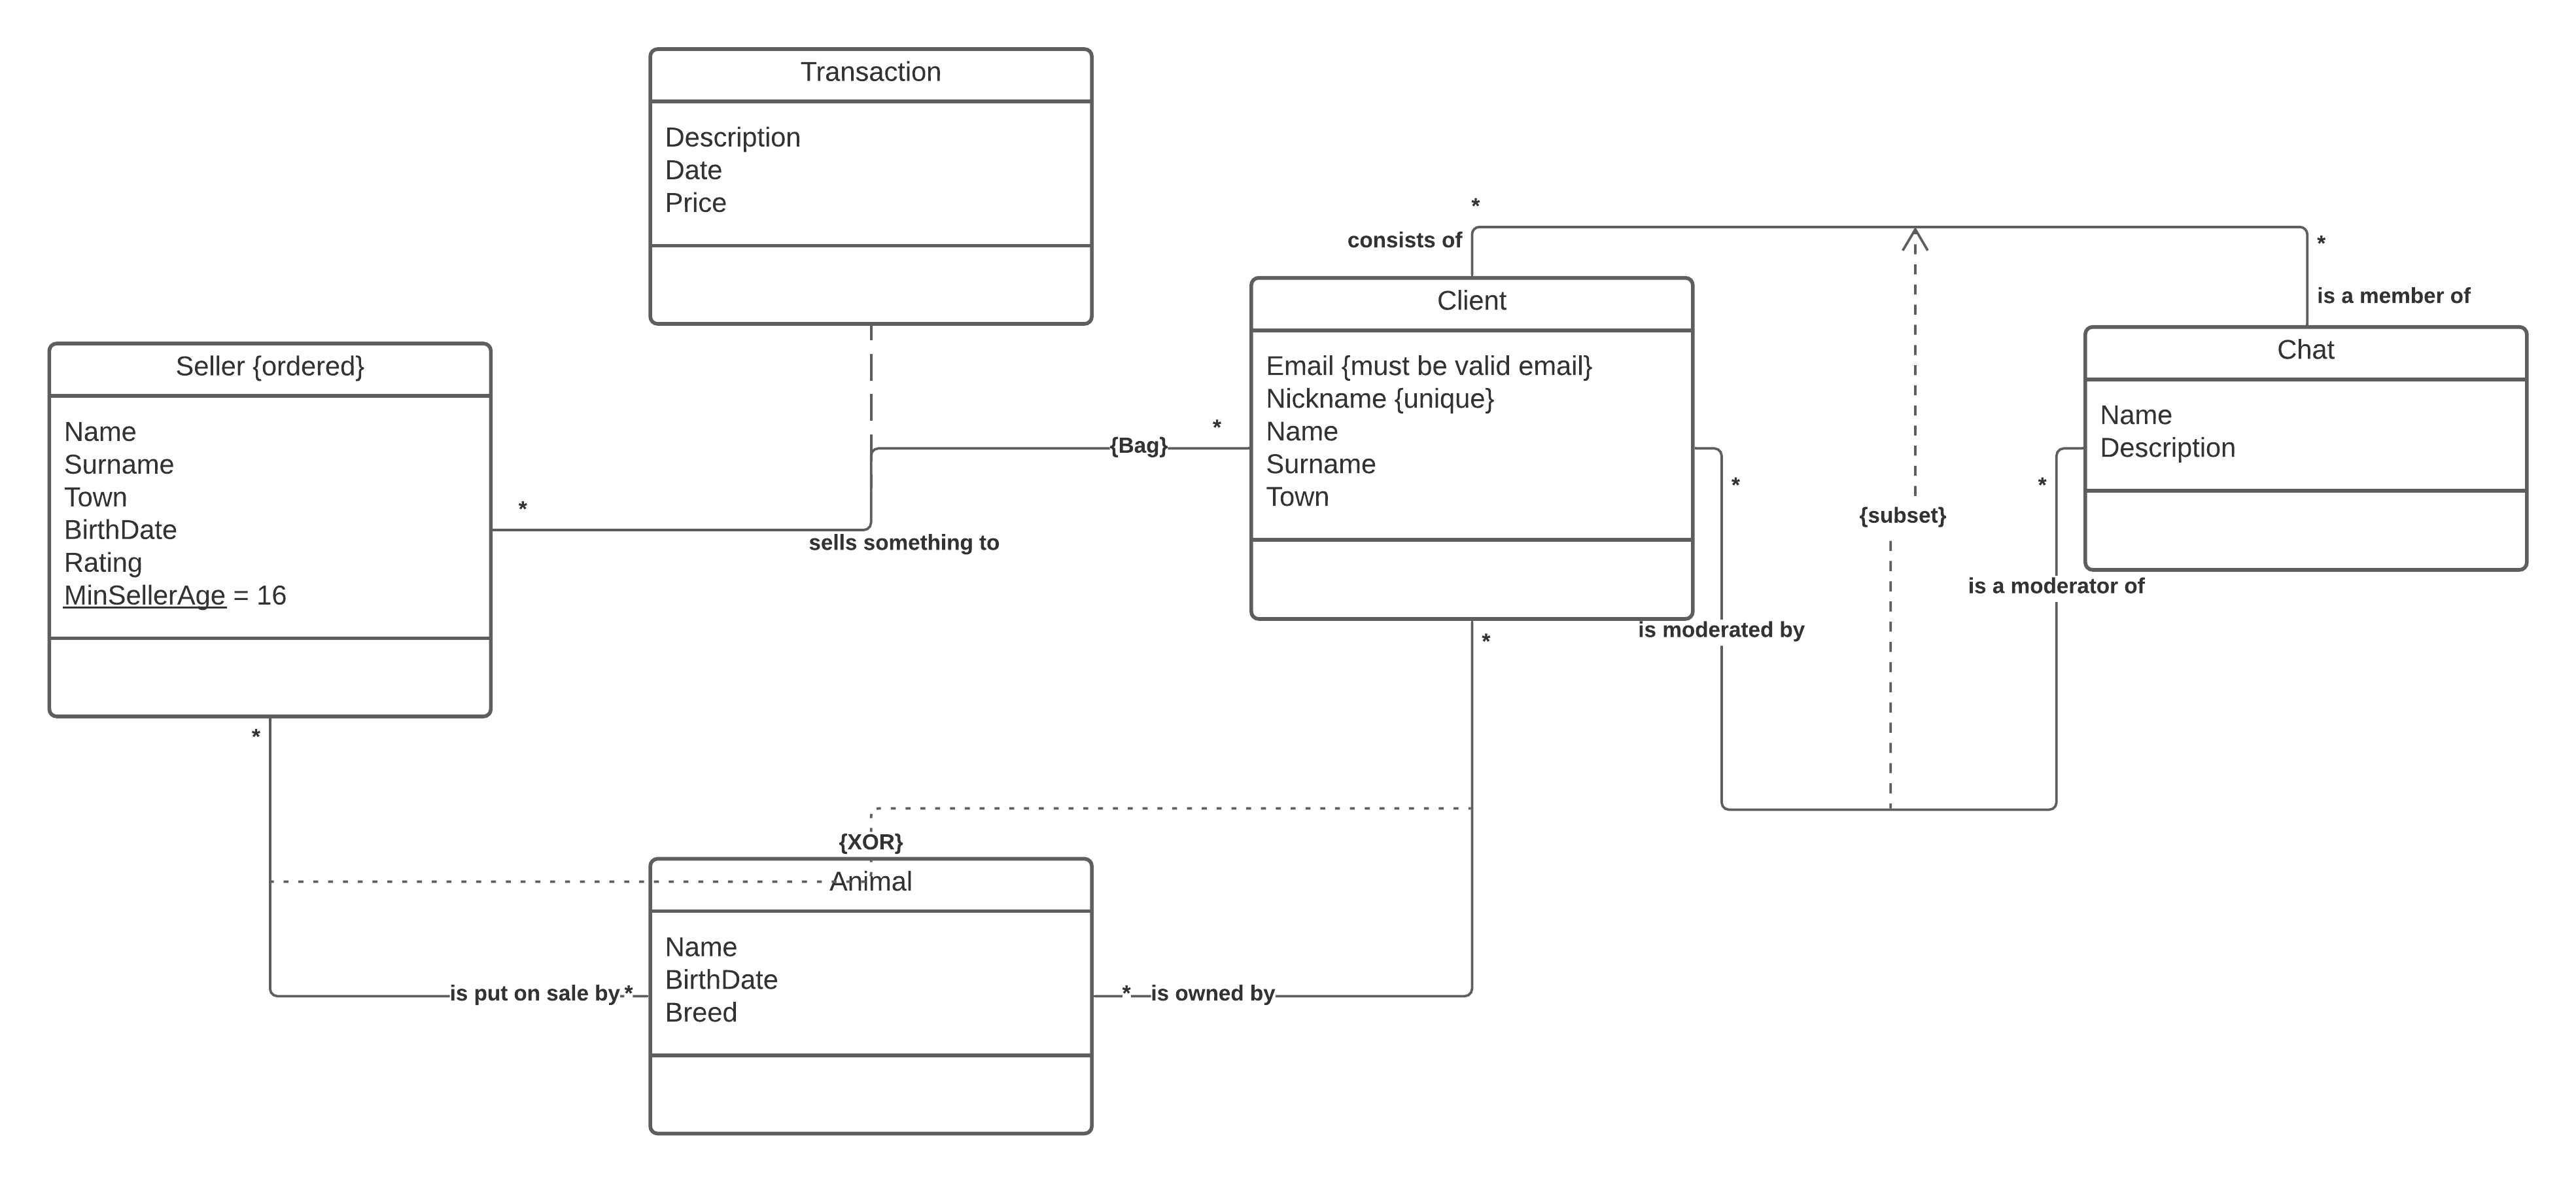 Transaction
Description
Date
Price
*
consists of
*
is a member of
Client
Email {must be valid email}
Nickname {unique}
Name
Surname
Town
Chat
Name
Description
Seller {ordered}
Name
Surname
Town
BirthDate
Rating
MinSellerAge = 16
*
{Bag}
*
sells something to
*
*
{subset}
is a moderator of
is moderated by
*
*
{XOR}
Animal
Name
BirthDate
Breed
is put on sale by *
* is owned by